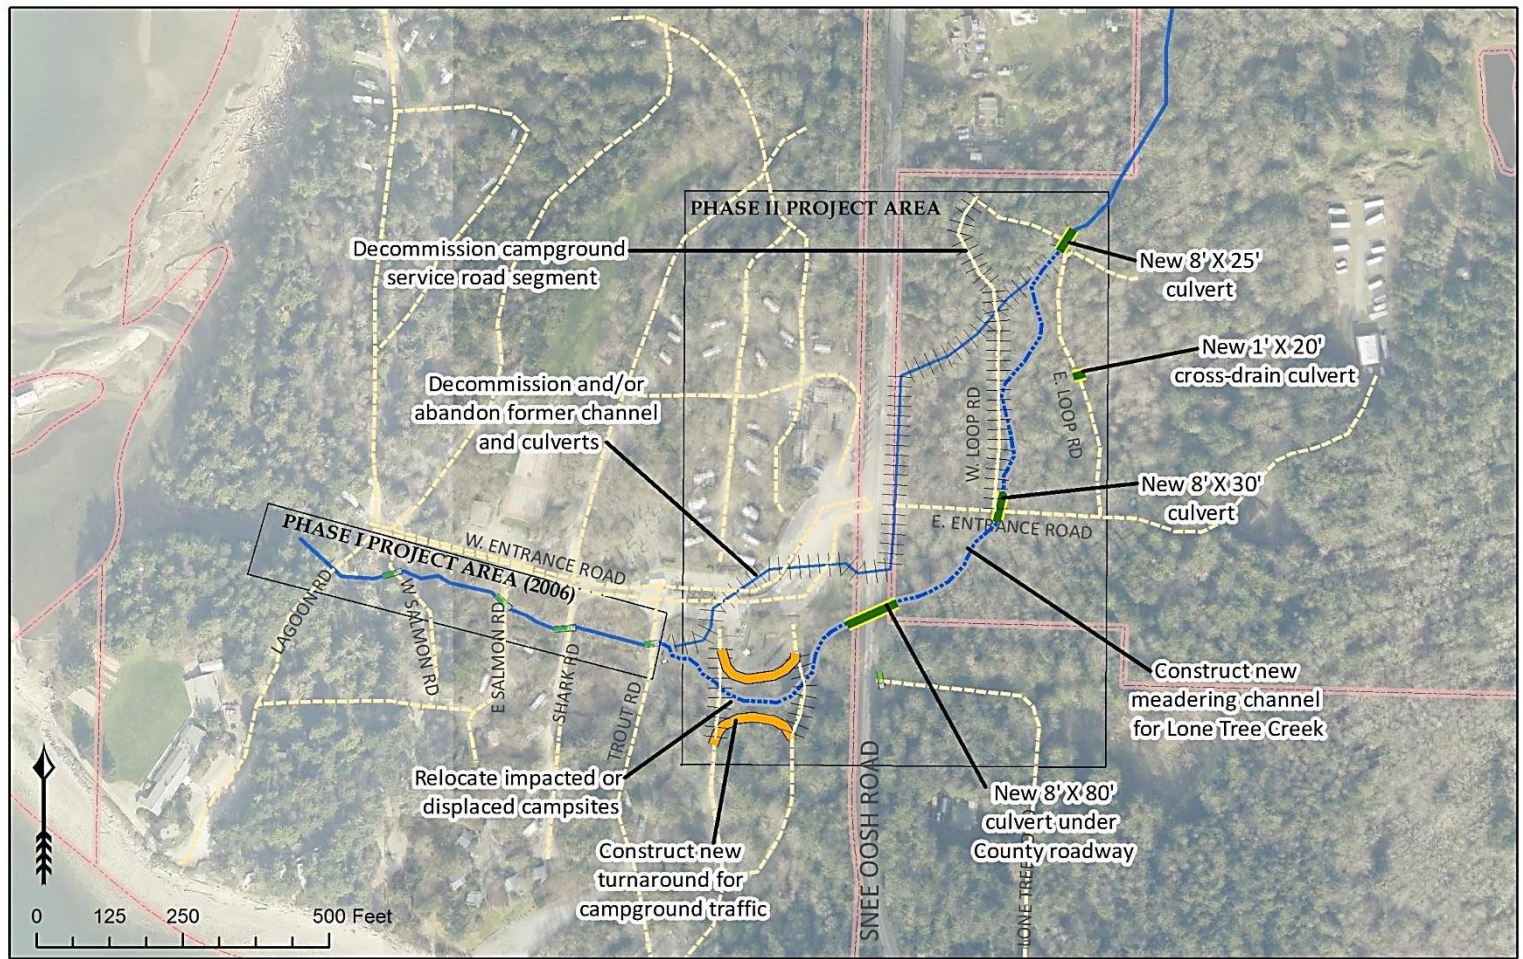 PHASE II PROJECT AREA
Decommission campground
service road segment
New 8' X 25'
culvert
New 1' X 20'
cross-drain culvert
Decommission and/or
abandon former channel
and culverts
W. LOOP RD
E. LOOP RD
New 8' X 30'
culvert
E. ENTRANCE ROAD
PHASE I PROJECT AREA (2006)
W. ENTRANCE ROAD
LAGOON RD
W SALMON RD
E SALMON RD
SHARK RD
TROUT RD
Construct new
meadering channel
for Lone Tree Creek
Relocate impacted or
displaced campsites
New 8' X 80'
culvert under
County roadway
Construct new
turnaround for
campground traffic
SNEE OOSH ROAD
LONE TREE
0 125 250 500 Feet